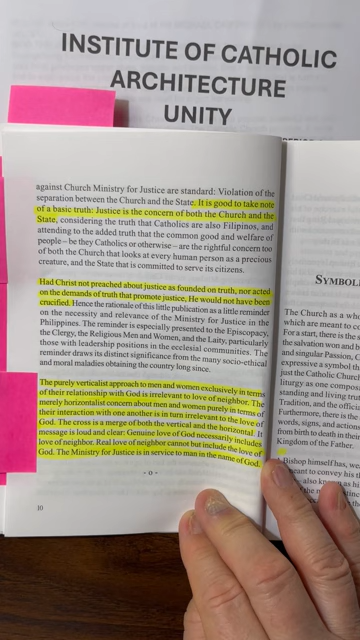 INSTITUTE OF CATHOLIC
ARCHITECTURE
UNITY
against Church Ministry for Justice are standard: Violation of the
separation between the Church and the State. It is good to take note
of a basic truth: Justice is the concern of both the Church and the
State, considering the truth that Catholics are also Filipinos, and
attending to the added truth that the common good and welfare of
people – be they Catholics or otherwise – are the rightful concern too
of both the Church that looks at every human person as a precious
creature, and the State that is committed to serve its citizens.
Had Christ not preached about justice as founded on truth, nor acted
on the demands of truth that promote justice, He would not have been
crucified. Hence the rationale of this little publication as a little reminder
on the necessity and relevance of the Ministry for Justice in the
Philippines. The reminder is especially presented to the Episcopacy,
the Clergy, the Religious Men and Women, and the Laity, particularly
those with leadership positions in the ecclesial communities. The
reminder draws its distinct significance from the many socio-ethical
and moral maladies obtaining the country long since.
The purely verticalist approach to men and women exclusively in terms
of their relationship with God is irrelevant to love of neighbor. The
merely horizontalist concern about men and women purely in terms of
their interaction with one another is in turn irrelevant to the love of
God. The cross is a merge of both the vertical and the horizontal. It
message is loud and clear: Genuine love of God necessarily includes
love of neighbor. Real love of neighbor cannot but include the love of
God. The Ministry for Justice is in service to man in the name of God.
- o -
10
SYMBOL
The Church as a who
which are meant to co
For a start, there is the s
the salvation won and b
and singular Passion, C
expressive a symbol th
just the Catholic Church
liturgy as one compos
standing and living trut
Tradition, and the offici
Furthermore, there is the
words, signs, and action
from birth to death in thei
Kingdom of the Father.
Bishop himself has, wea
meant to convey his th
also known as hi